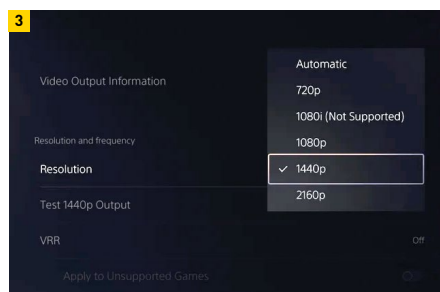 3
Automatic
Video Output Information
720p
1080i (Not Supported)
Resolution and frequency
1080p
Resolution
✓ 1440p
Test 1440p Output
2160p
VRR
Off
Apply to Unsupported Games